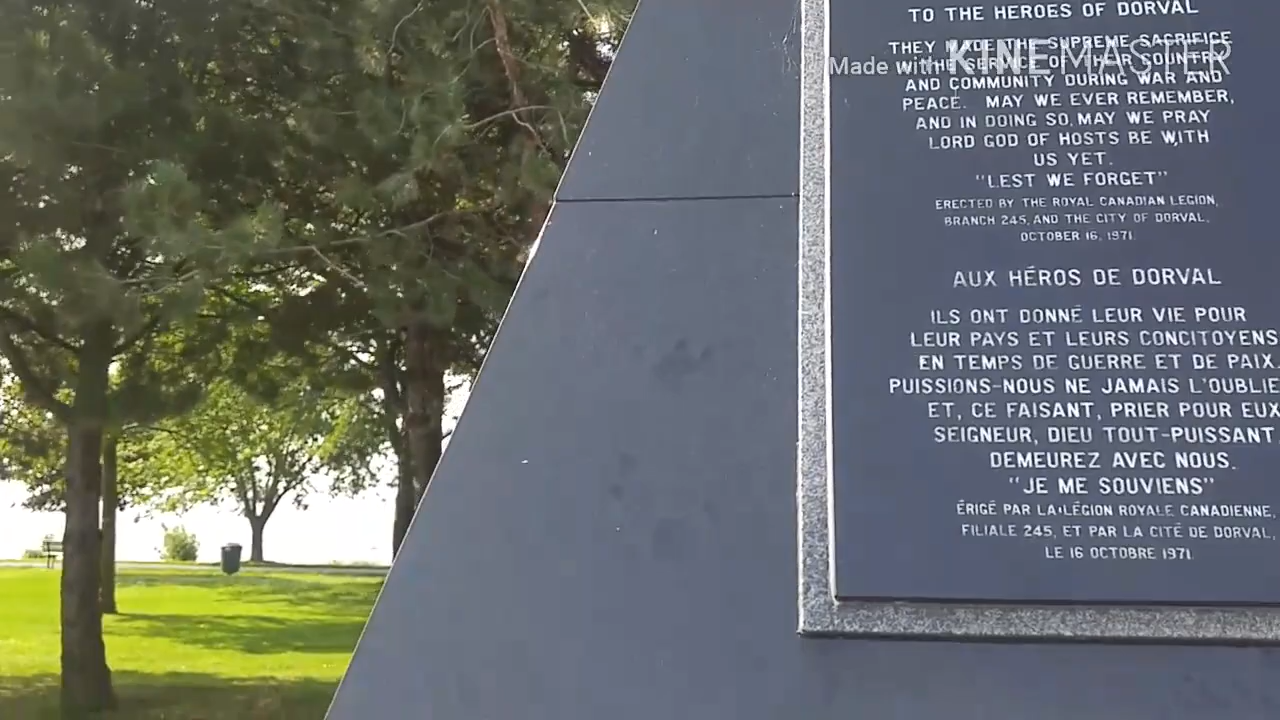 TO THE HEROES OF DORVAL
THEY MADE THE SUPREME SACRIFICE
IN THE SERVICE OF THEIR COUNTRY
AND COMMUNITY DURING WAR AND
PEACE. MAY WE EVER REMEMBER,
AND IN DOING SO, MAY WE PRAY
LORD GOD OF HOSTS BE WITH
US YET.
"LEST WE FORGET"
ERECTED BY THE ROYAL CANADIAN LEGION,
BRANCH 245, AND THE CITY OF DORVAL,
OCTOBER 16, 1971.
AUX HÉROS DE DORVAL
ILS ONT DONNÉ LEUR VIE POUR
LEUR PAYS ET LEURS CONCITOYENS
EN TEMPS DE GUERRE ET DE PAIX.
PUISSIONS-NOUS NE JAMAIS L'OUBLIE
ET, CE FAISANT, PRIER POUR EUX
SEIGNEUR, DIEU TOUT-PUISSANT
DEMEUREZ AVEC NOUS.
"JE ME SOUVIENS"
ÉRIGÉ PAR LA LÉGION ROYALE CANADIENNE,
FILIALE 245, ET PAR LA CITÉ DE DORVAL,
LE 16 OCTOBRE 1971.
Made with KINEMASTER